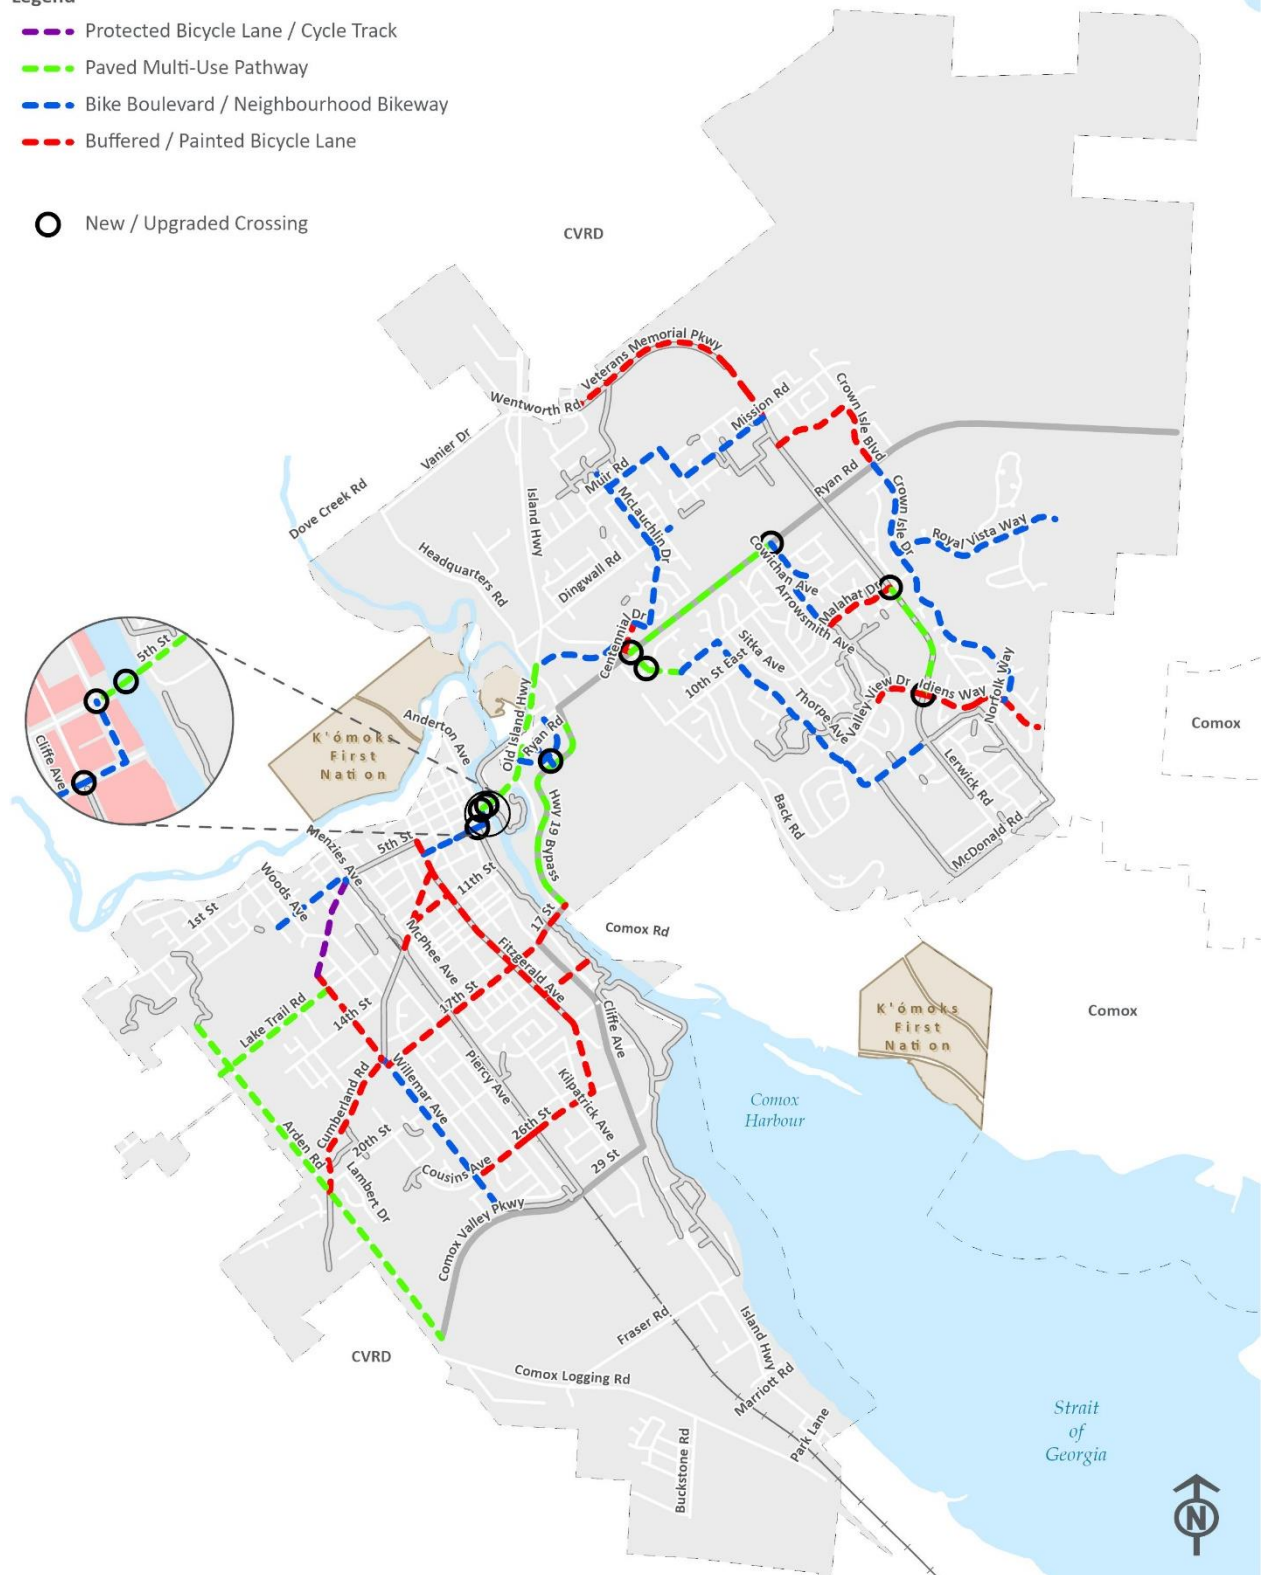 Legend
Protected Bicycle Lane / Cycle Track
Paved Multi-Use Pathway
Bike Boulevard / Neighbourhood Bikeway
Buffered / Painted Bicycle Lane
New / Upgraded Crossing
CVRD
Veterans Memorial Pkwy
Wentworth Rd
Mission Rd
Crown Isle Blvd
Vanier Dr
Ryan Rd
Muir Rd
Dove Creek Rd
Island Hwy
McLauchlin Dr
Crown Isle Dr
Royal Vista Way
Headquarters Rd
Dingwall Rd
Cowichan Ave
Malahat Dr
Arrowsmith Ave
Centennial Dr
Sitka Ave
10th St East
5th St
Cliffe Ave
Anderton Ave
K'ómoks
First
Nation
Old Island Hwy
Ryan Rd
Thorpe Ave
Valley View Dr
Idiens Way
Norfolk Way
Comox
Lerwick Rd
McDonald Rd
Back Rd
Hwy 19 Bypass
Menzies Ave
5th St
Woods Ave
1st St
11th St
17 St
Comox Rd
McPhee Ave
Fitzgerald Ave
17th St
14th St
Lake Trail Rd
Cliffe Ave
K'ómoks
First
Nation
Comox
Cumberland Rd
Willemar Ave
Piercy Ave
Kilpatrick Ave
Comox
Harbour
Arden Rd
20th St
26th St
Lambert Dr
Cousins Ave
29 St
Comox Valley Pkwy
Fraser Rd
Island Hwy
CVRD
Comox Logging Rd
Marriott Rd
Park Lane
Buckstone Rd
Strait
of
Georgia
N